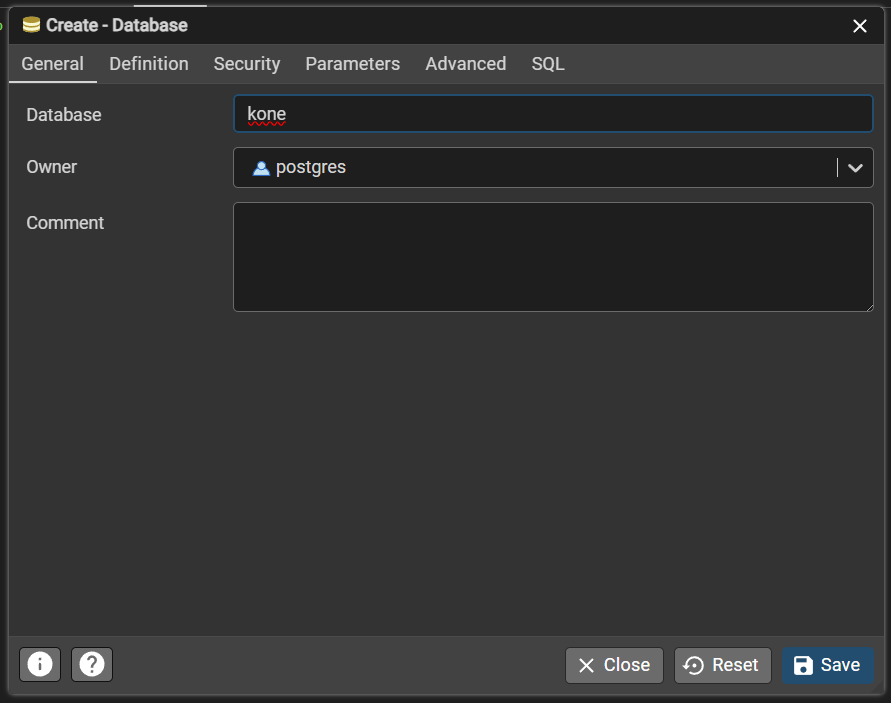 Create - Database
General Definition Security Parameters Advanced SQL
Database kone
Owner postgres
Comment
Close Reset Save